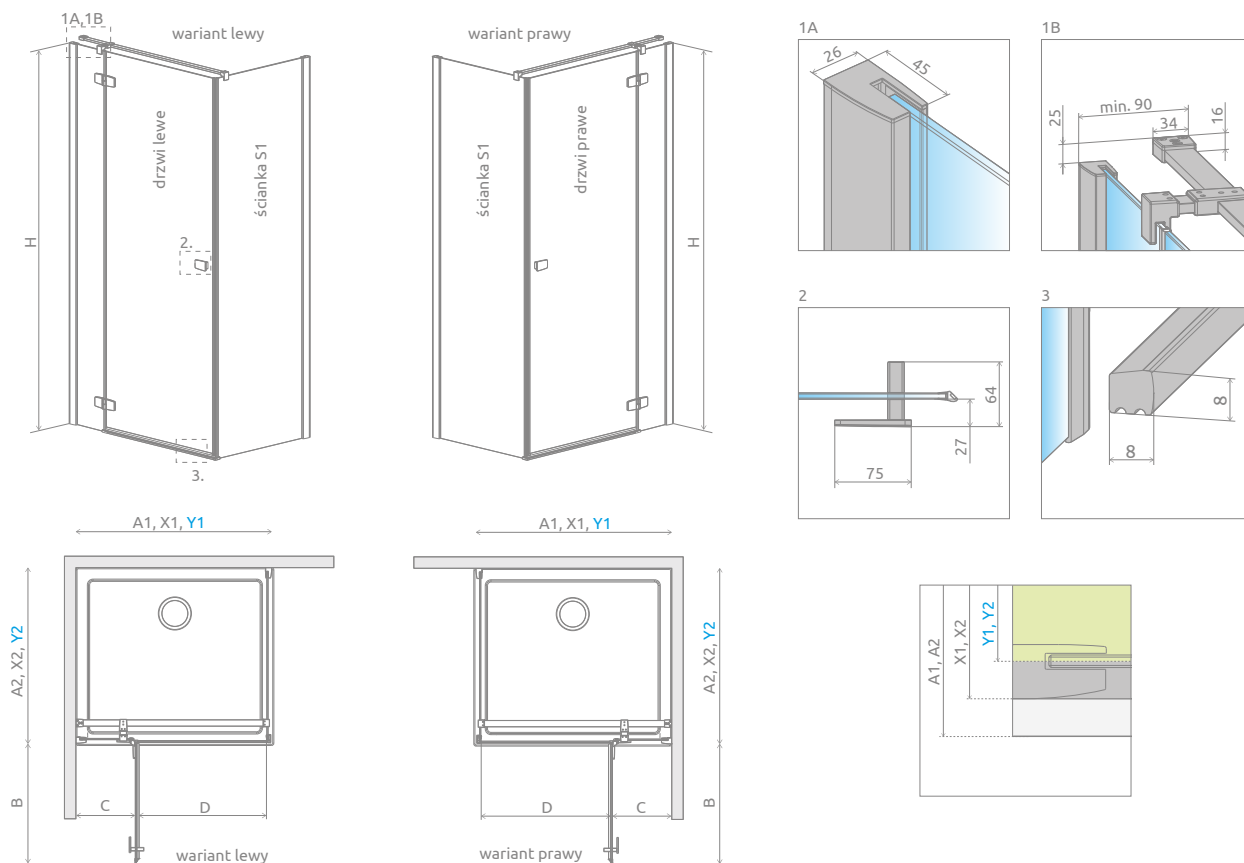 1A,1B
wariant lewy
H
drzwi lewe
ścianka S1
2.
3.
wariant prawy
ścianka S1
drzwi prawe
H
1A
26
45
1B
25
min. 90
34
16
2
64
27
75
3
8
8
A1, X1, Y1
A2, X2, Y2
B
C
D
wariant lewy
A1, X1, Y1
A2, X2, Y2
D
C
B
wariant prawy
A1, A2
X1, X2
Y1, Y2